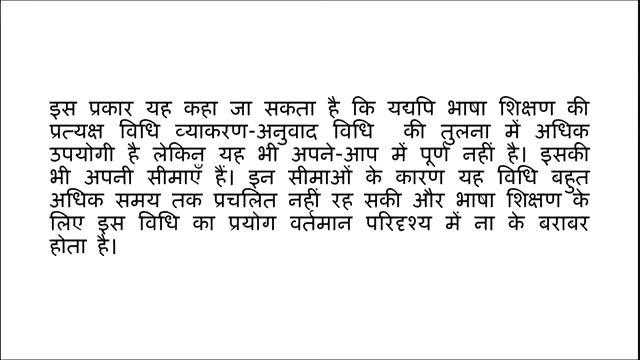 इस प्रकार यह कहा जा सकता है कि यद्यपि भाषा शिक्षण की
प्रत्यक्ष विधि व्याकरण-अनुवाद विधि की तुलना में अधिक
उपयोगी है लेकिन यह भी अपने-आप में पूर्ण नहीं है। इसकी
भी अपनी सीमाएँ हैं। इन सीमाओं के कारण यह विधि बहुत
अधिक समय तक प्रचलित नहीं रह सकी और भाषा शिक्षण के
लिए इस विधि का प्रयोग वर्तमान परिदृश्य में ना के बराबर
होता है।